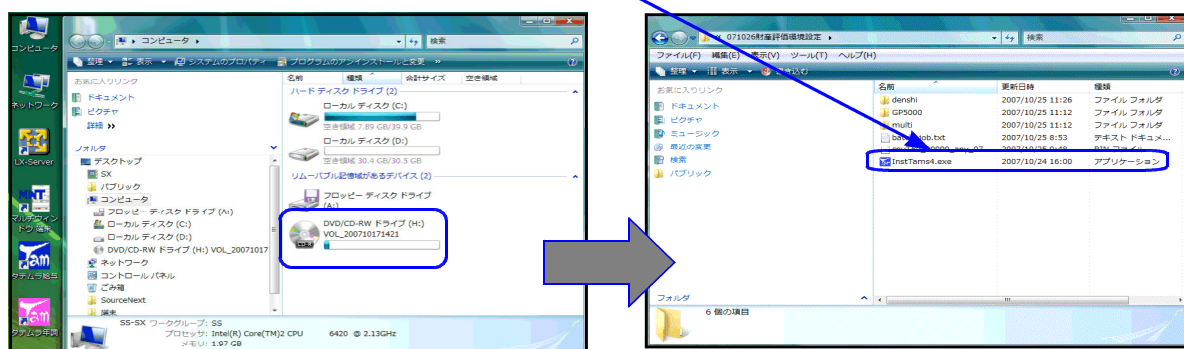 コンピュータ
ネットワーク
LX-Server
マルチウィン
ドウ端末
タテムラ給与
タテムラ年調
コンピュータ
検索
整理 表示 システムのプロパティ プログラムのアンインストールと変更 »
お気に入りリンク
ドキュメント
ピクチャ
詳細 »
フォルダ
デスクトップ
SX
パブリック
コンピュータ
フロッピー ディスク ドライブ (A:)
ローカル ディスク (C:)
ローカル ディスク (D:)
DVD/CD-RW ドライブ (H:) VOL_20071017
ネットワーク
コントロール パネル
ごみ箱
SourceNext
端末
名前 種類 合計サイズ 空き領域
ハード ディスク ドライブ (2)
ローカル ディスク (C:)
空き領域 7.89 GB/39.9 GB
ローカル ディスク (D:)
空き領域 30.4 GB/30.5 GB
リムーバブル記憶域があるデバイス (2)
フロッピー ディスク ドライブ
(A:)
DVD/CD-RW ドライブ (H:)
VOL_200710171421
SS-SX ワークグループ: SS
プロセッサ: Intel(R) Core(TM)2 CPU 6420 @ 2.13GHz
メモリ: 1.97 GB
« 071026財産評価環境設定
検索
ファイル(F) 編集(E) 表示(V) ツール(T) ヘルプ(H)
整理 表示 書き込む
お気に入りリンク
ドキュメント
ピクチャ
ミュージック
最近の変更
検索
パブリック
フォルダ
名前 更新日時 種類
denshi 2007/10/25 11:26 ファイル フォルダ
GP5000 2007/10/25 11:12 ファイル フォルダ
multi 2007/10/25 11:12 ファイル フォルダ
2007/10/25 8:53 テキスト ドキュメ...
InstTams4.exe 2007/10/24 16:00 アプリケーション
6 個の項目